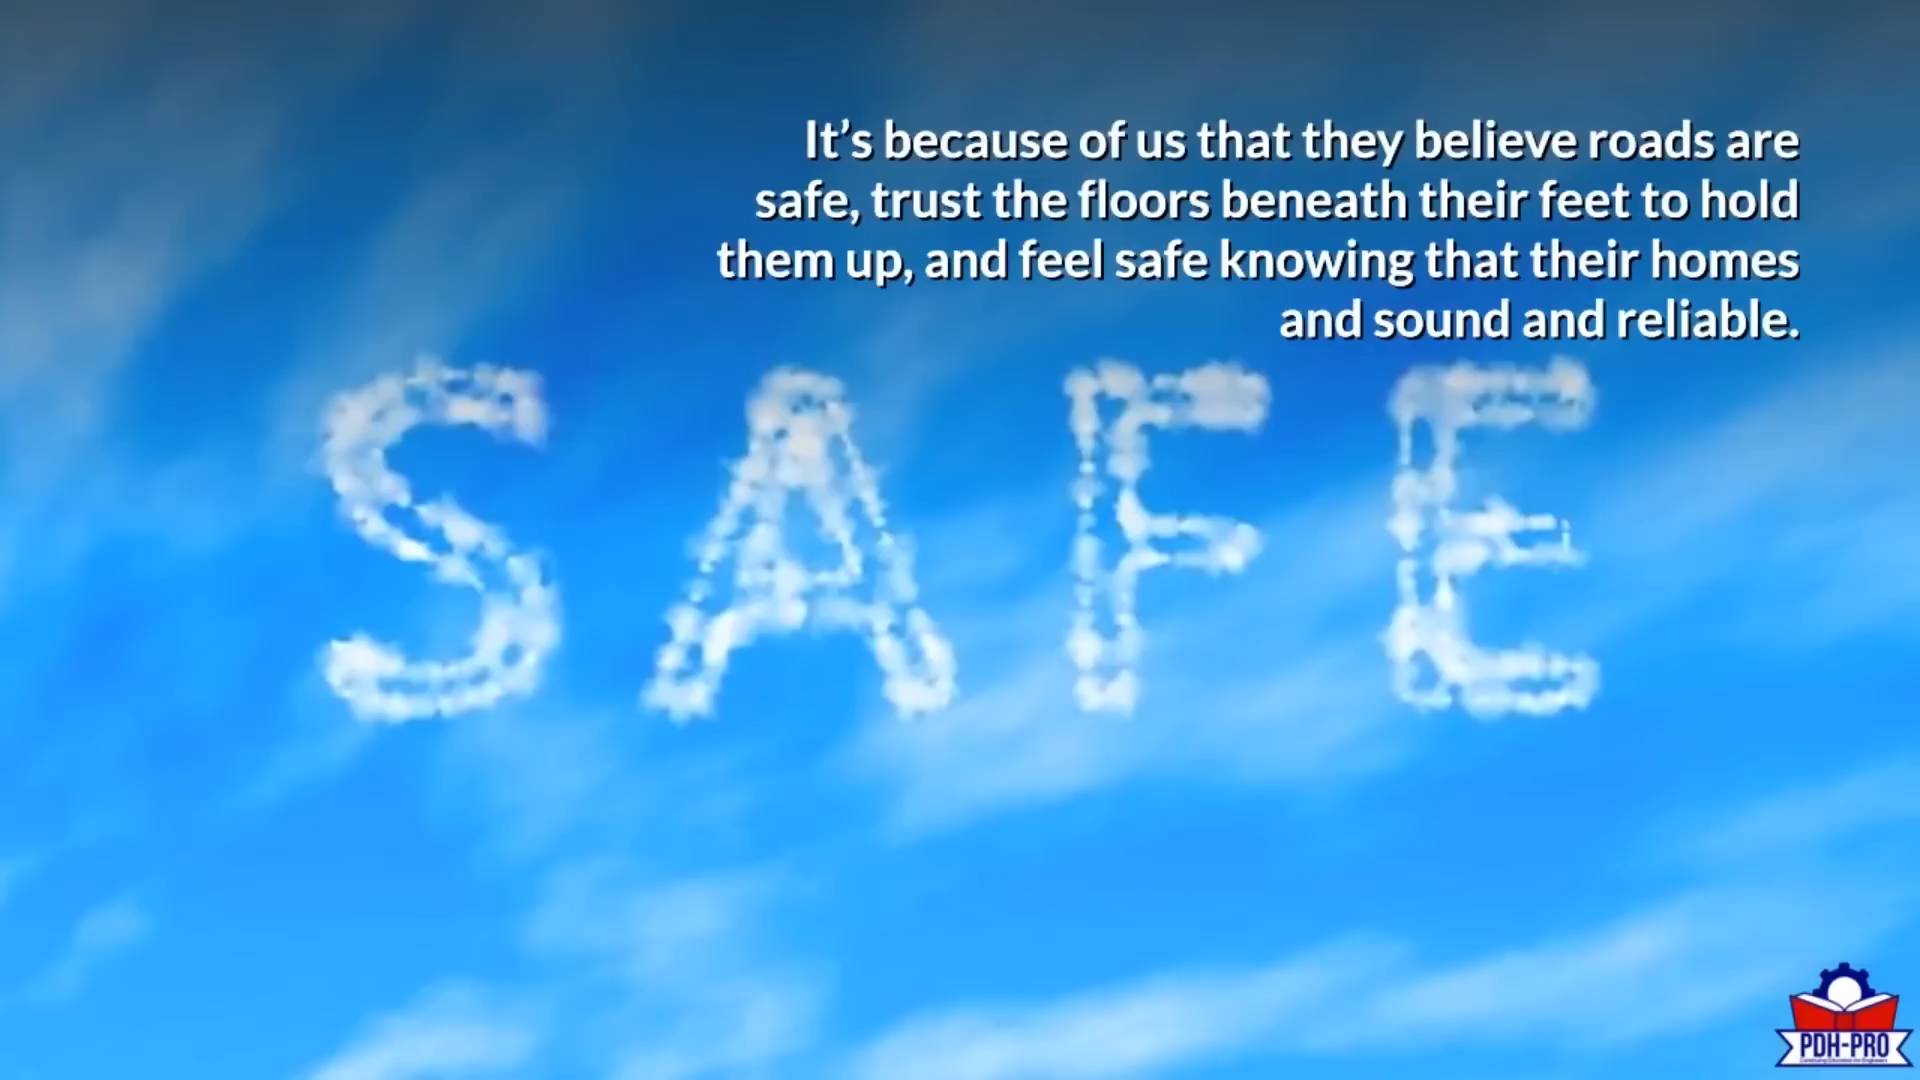 It’s because of us that they believe roads are
safe, trust the floors beneath their feet to hold
them up, and feel safe knowing that their homes
and sound and reliable.
SAFE
PDH-PRO